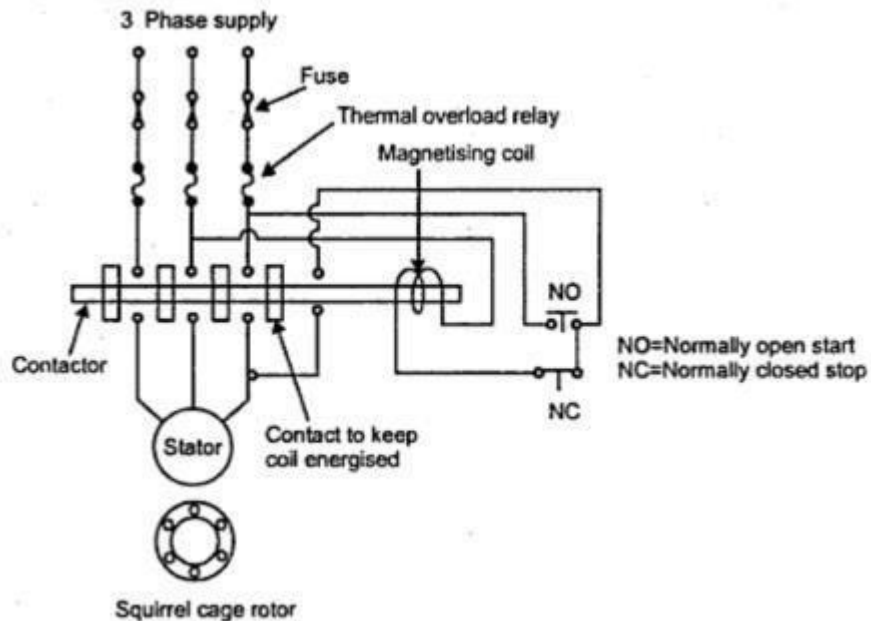 3 Phase supply
Fuse
Thermal overload relay
Magnetising coil
NO
NO=Normally open start
NC=Normally closed stop
Contactor
NC
Contact to keep
coil energised
Stator
Squirrel cage rotor